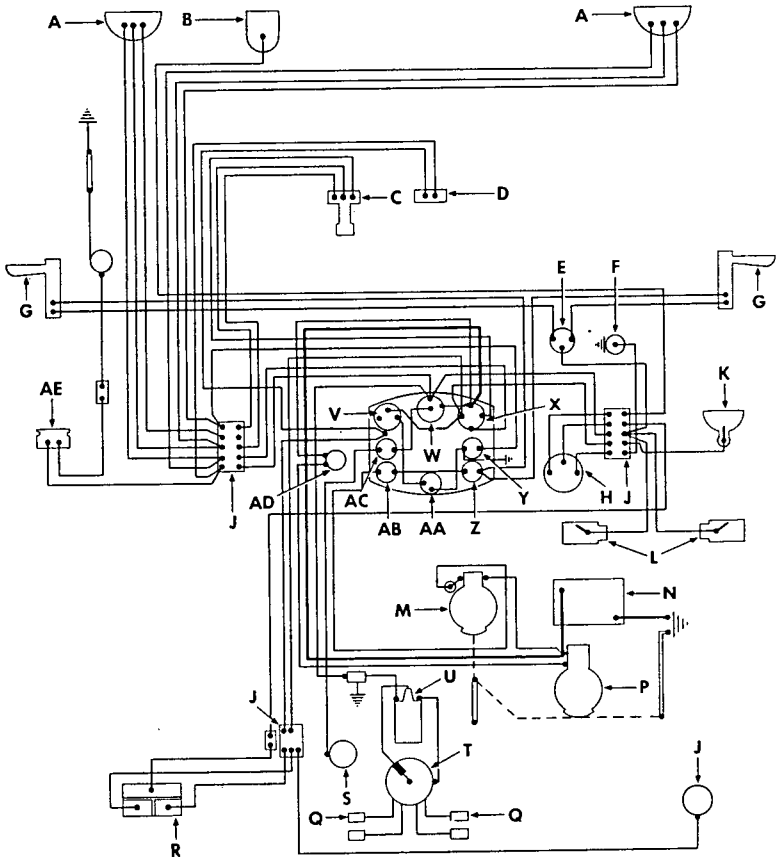 A B A
C D
G E F G
AE K
V W X
J AD AC AB AA Y Z H J
L
M N
U P
J T J
S
Q Q
R